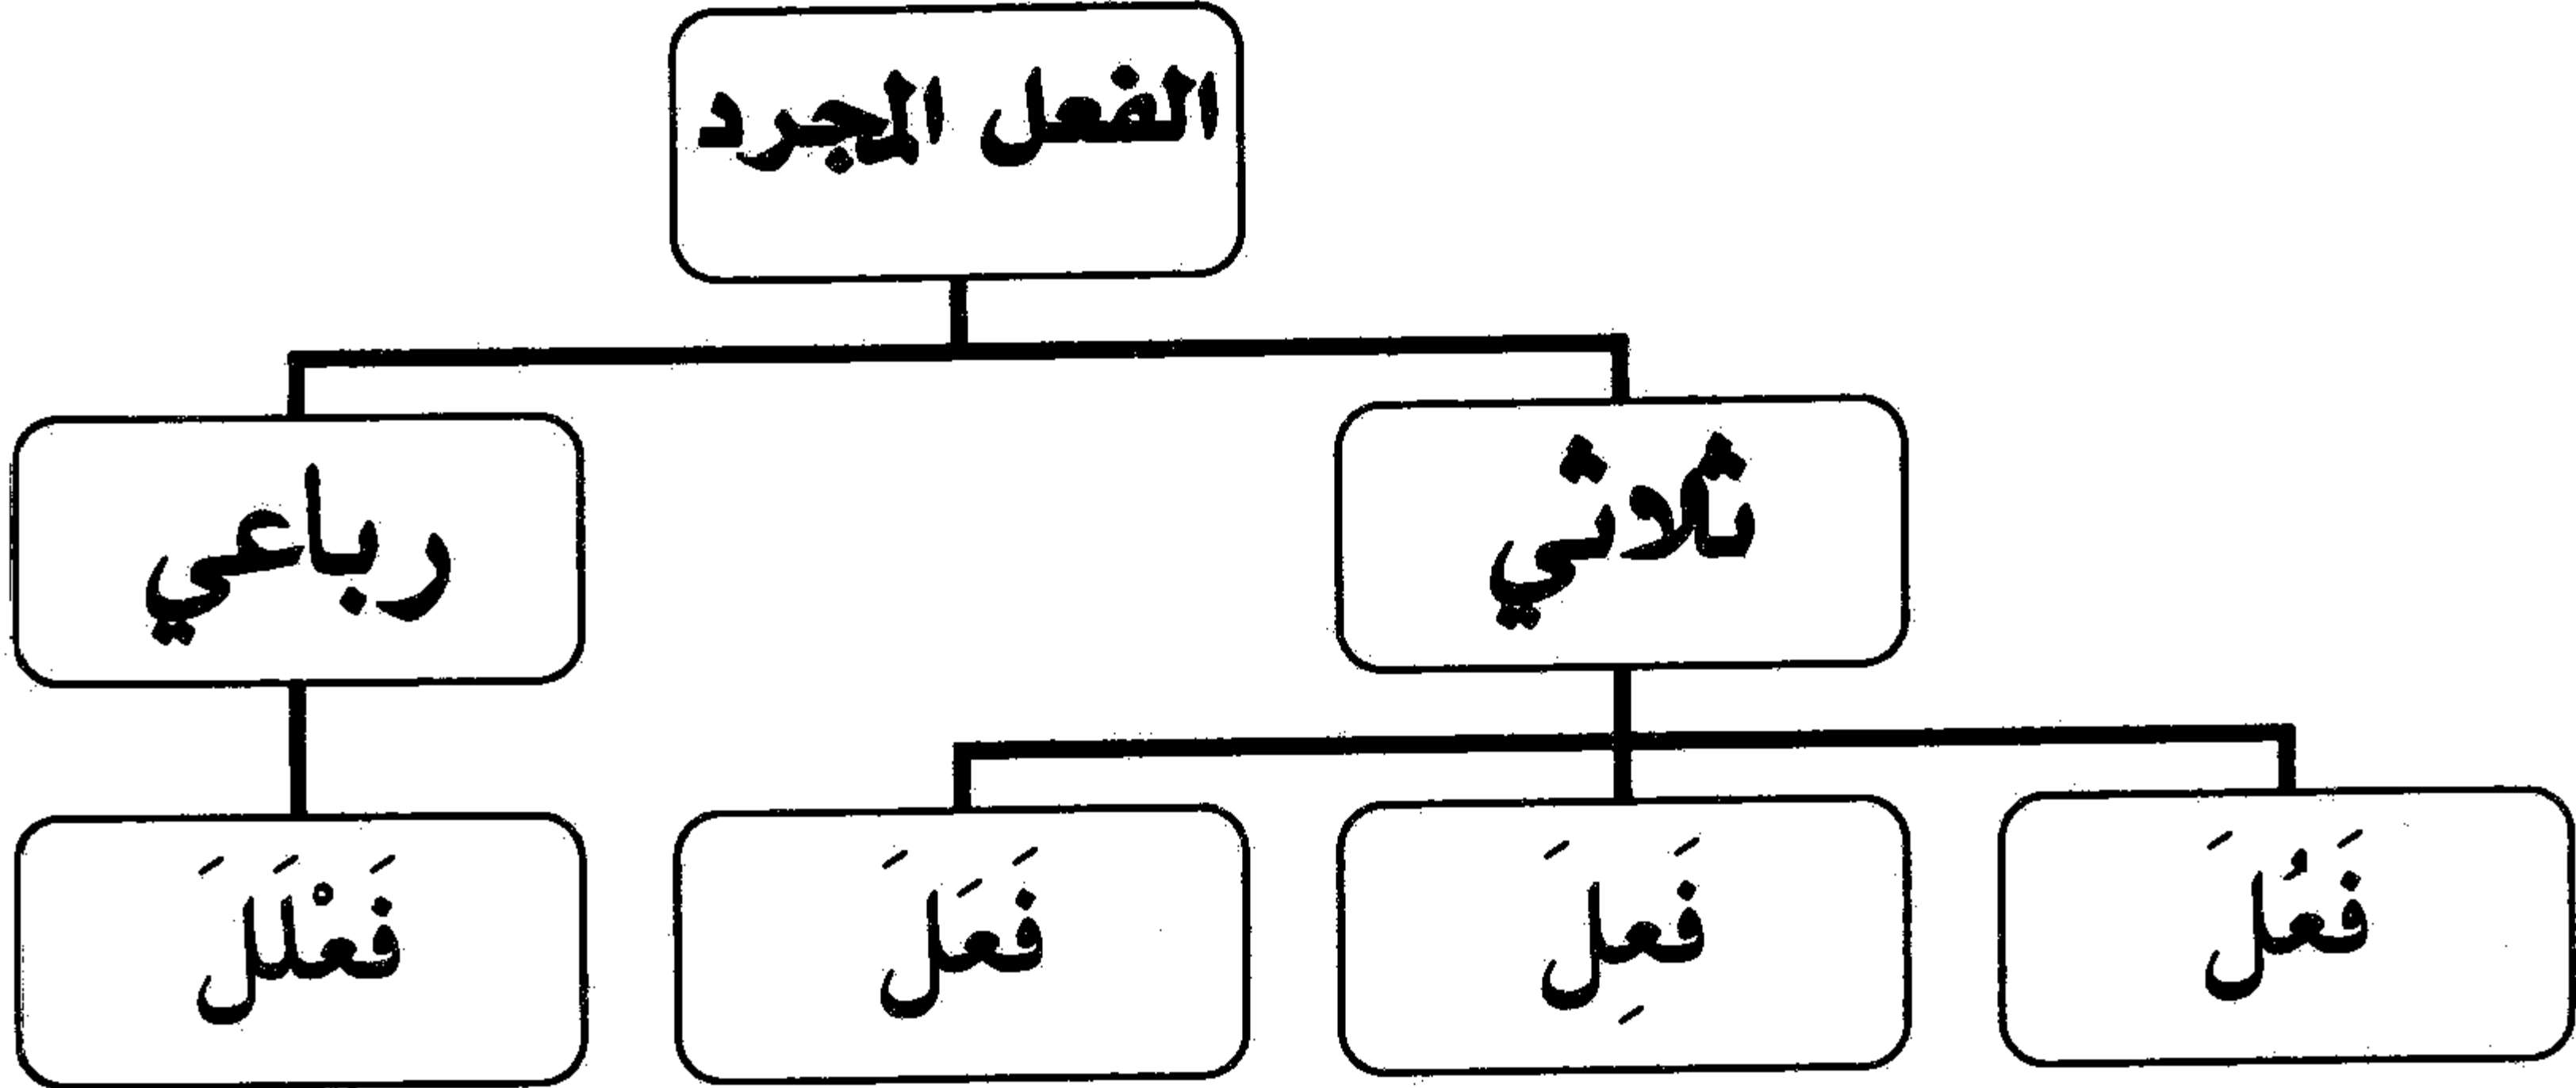 الفعل المجرد
ثلاثي
رباعي
فَعُلَ
فَعِلَ
فَعَلَ
فَعْلَلَ